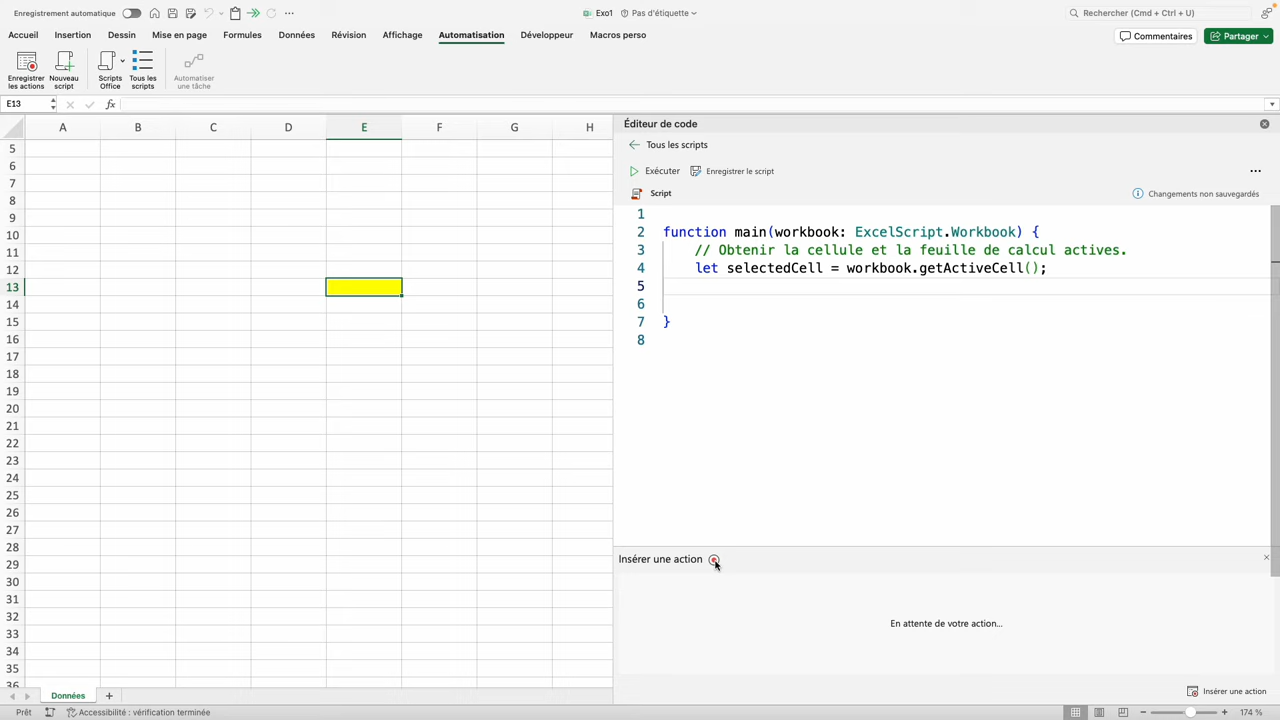 Enregistrement automatique
Exo1
Pas d'étiquette
Rechercher (Cmd + Ctrl + U)
Accueil Insertion Dessin Mise en page Formules Données Révision Affichage Automatisation Développeur Macros perso
Commentaires
Partager
Enregistrer les actions
Nouveau script
Scripts Office
Tous les scripts
Automatiser une tâche
E13
fx
A B C D E F G H
Éditeur de code
Tous les scripts
Exécuter Enregistrer le script
Script
Changements non sauvegardés
1
2 function main(workbook: ExcelScript.Workbook) {
3 // Obtenir la cellule et la feuille de calcul actives.
4 let selectedCell = workbook.getActiveCell();
5
6
7 }
8
5
6
7
8
9
10
11
12
13
14
15
16
17
18
19
20
21
22
23
24
25
26
27
28
29
30
31
32
33
34
35
36
Insérer une action
En attente de votre action...
Insérer une action
Données
Prêt
Accessibilité : vérification terminée
174 %